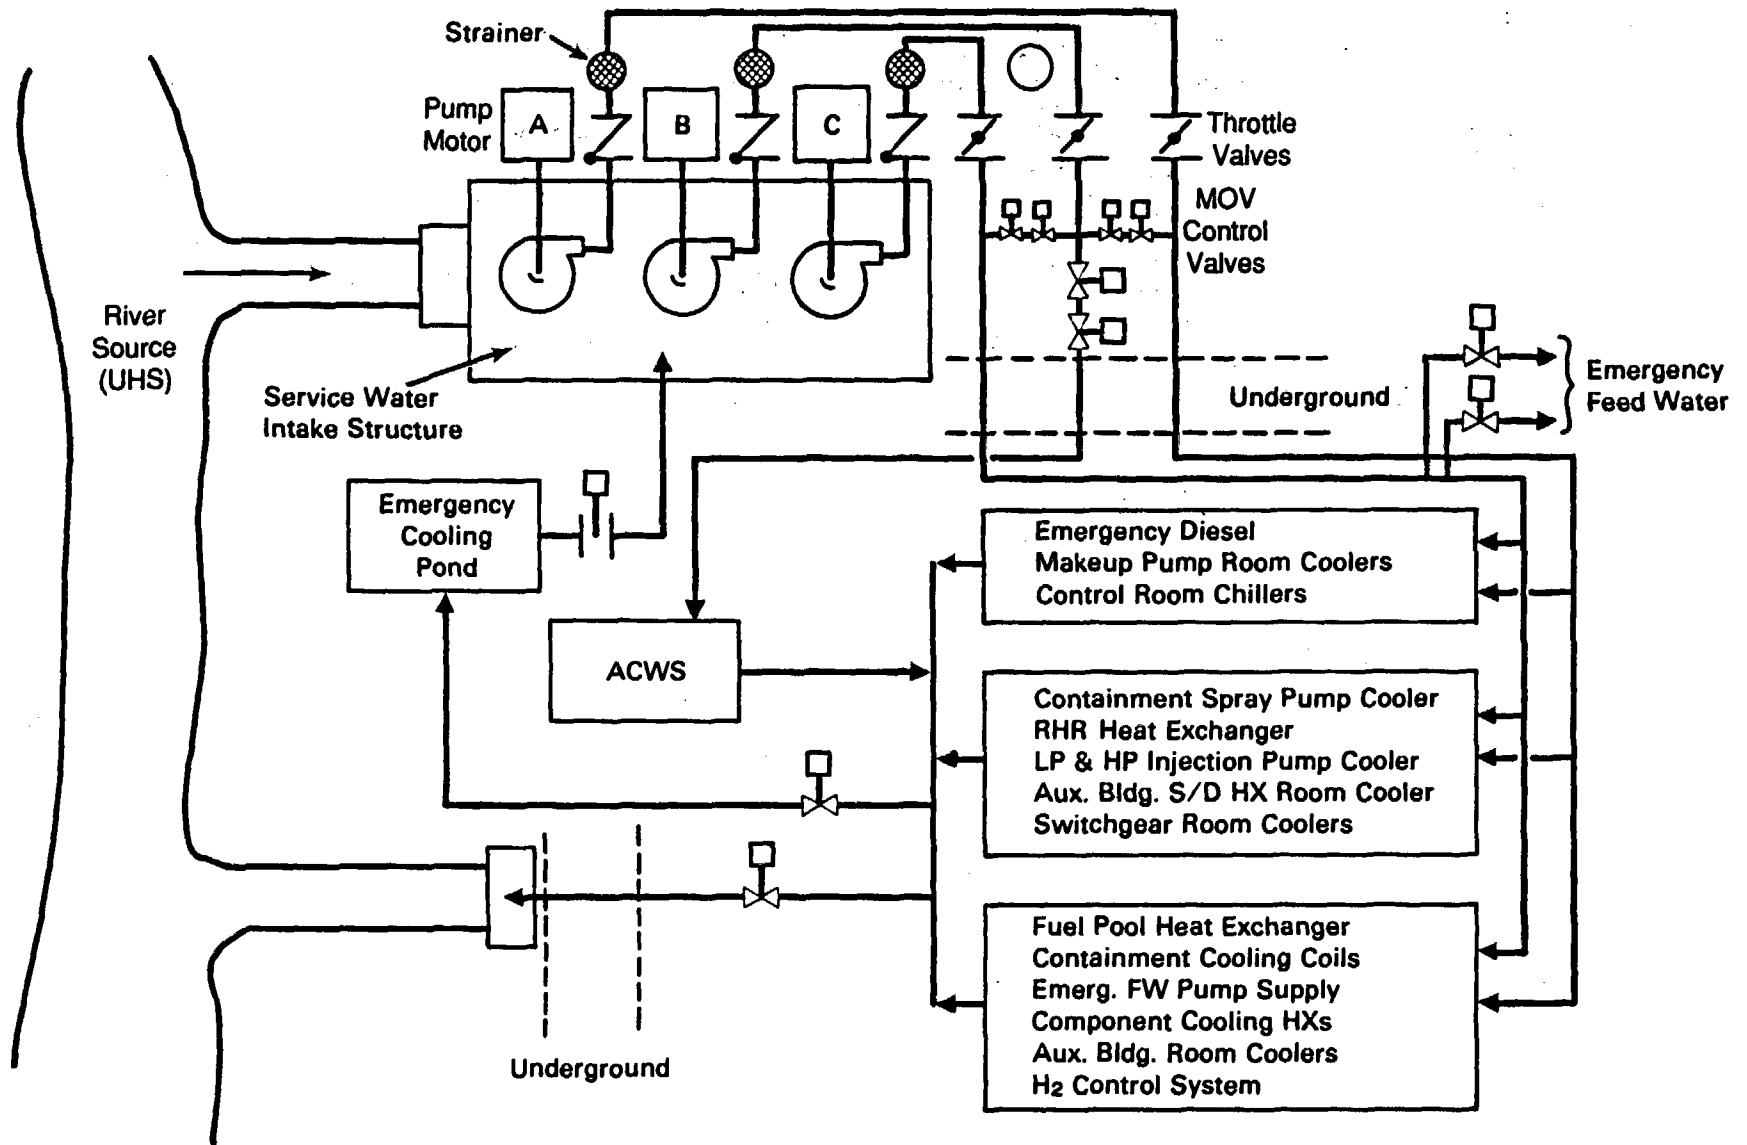 Strainer
Pump
Motor
A
B
C
Throttle
Valves
MOV
Control
Valves
River
Source
(UHS)
Service Water
Intake Structure
Underground
Emergency
Feed Water
Emergency
Cooling
Pond
Emergency Diesel
Makeup Pump Room Coolers
Control Room Chillers
ACWS
Containment Spray Pump Cooler
RHR Heat Exchanger
LP & HP Injection Pump Cooler
Aux. Bldg. S/D HX Room Cooler
Switchgear Room Coolers
Fuel Pool Heat Exchanger
Containment Cooling Coils
Emerg. FW Pump Supply
Component Cooling HXs
Aux. Bldg. Room Coolers
H2 Control System
Underground